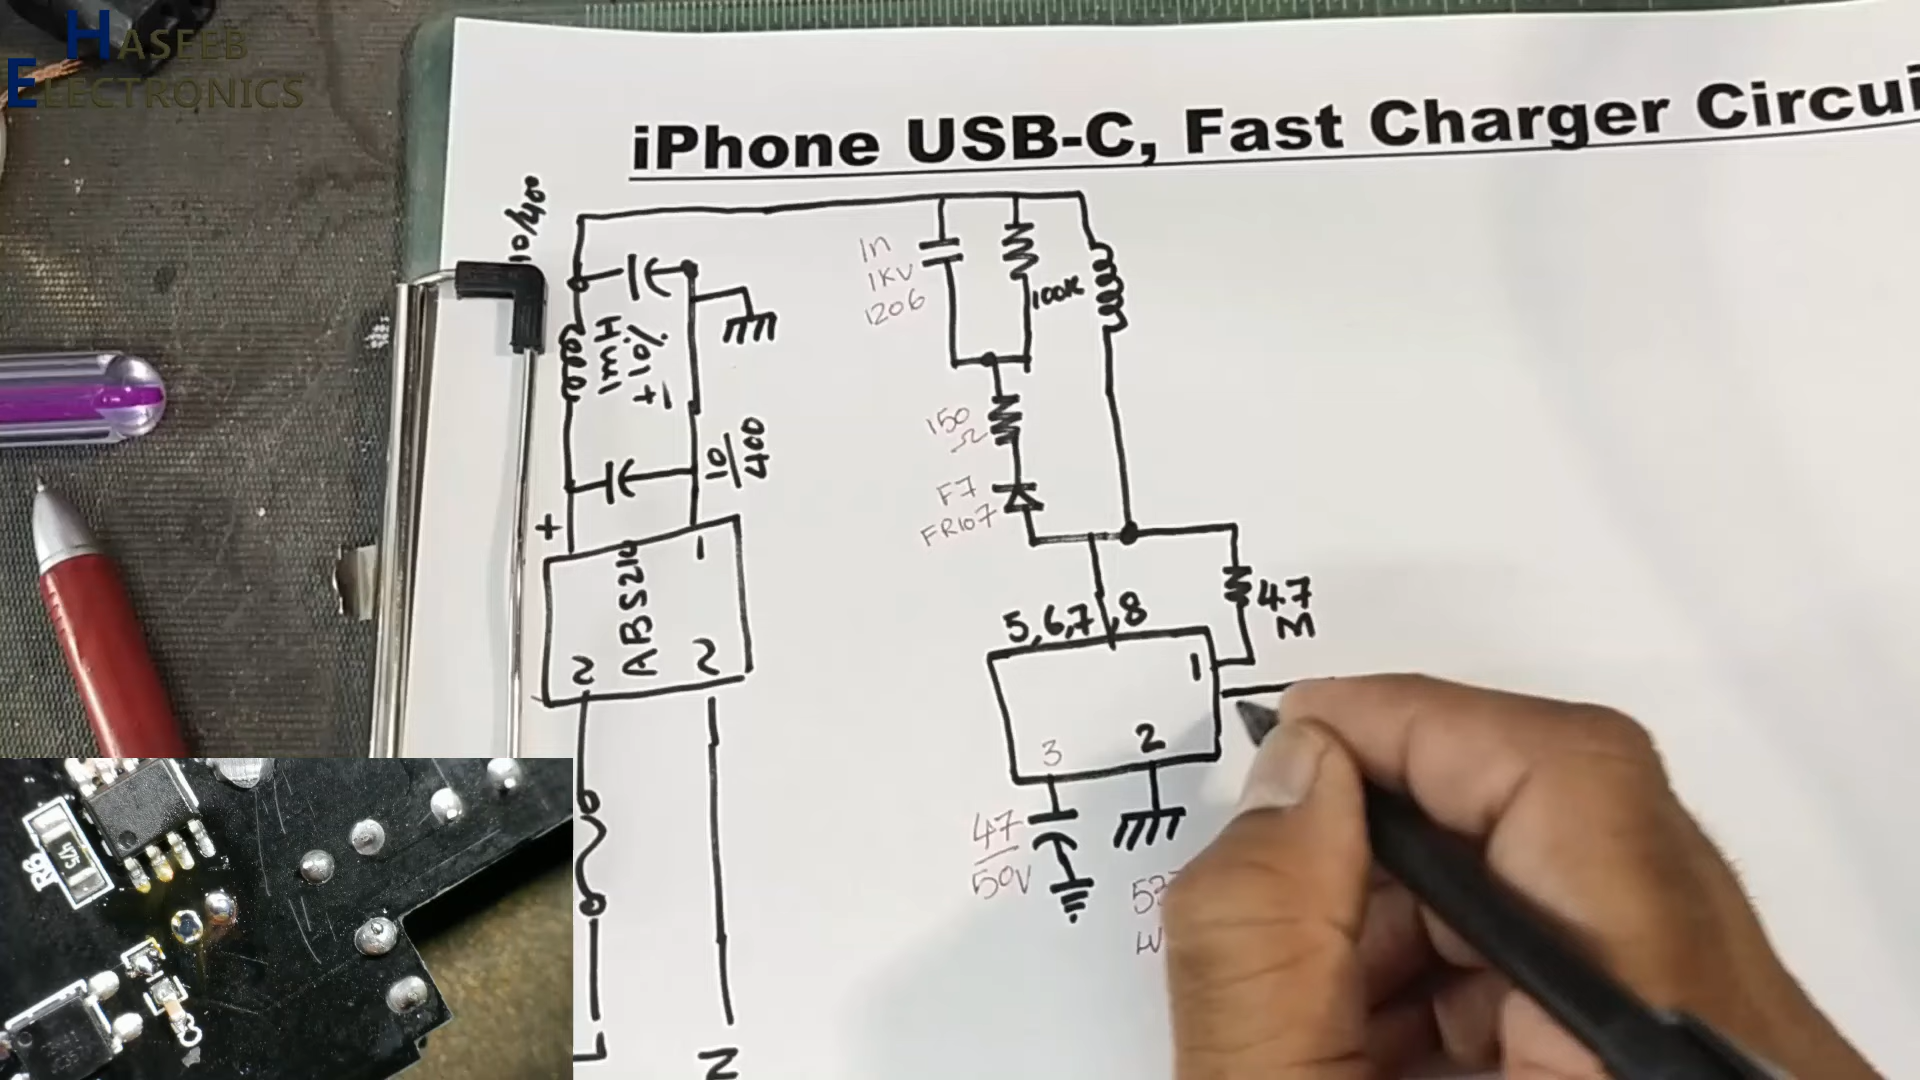 HASEEB
ELECTRONICS
iPhone USB-C, Fast Charger Circui
10/400
1n
1KV
1206
100K
1mH
10
400
150
Ω
F7
FR107
+
-
ABS210
~ ~
5,6,7,8
47
M
1
3
2
47
50V
L
N
R8